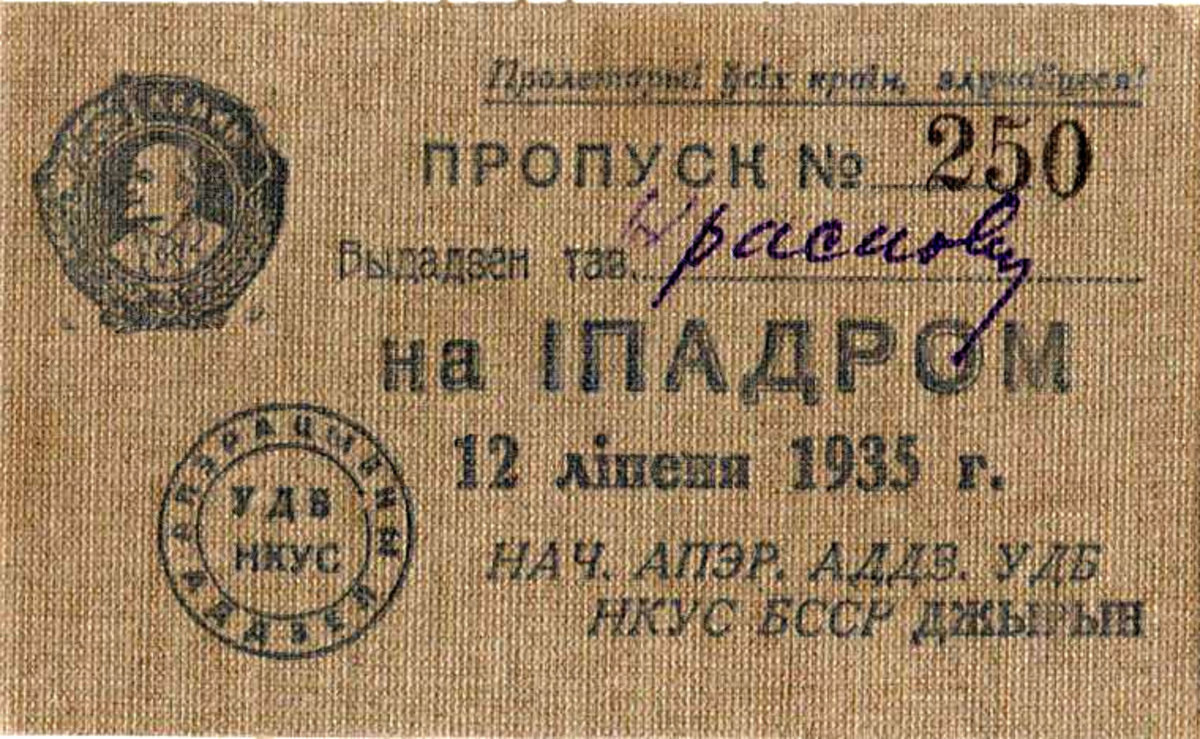 Пролетарыі ўсіх краін, злучайцеся!
ПРОПУСК № 250
Выдадзен тав. Краснову
на ІПАДРОМ
12 ліпеня 1935 г.
УДБ
НКУС
НАЧ. АПЭР. АДДЗ. УДБ
НКУС БССР ДЖЫРЫН